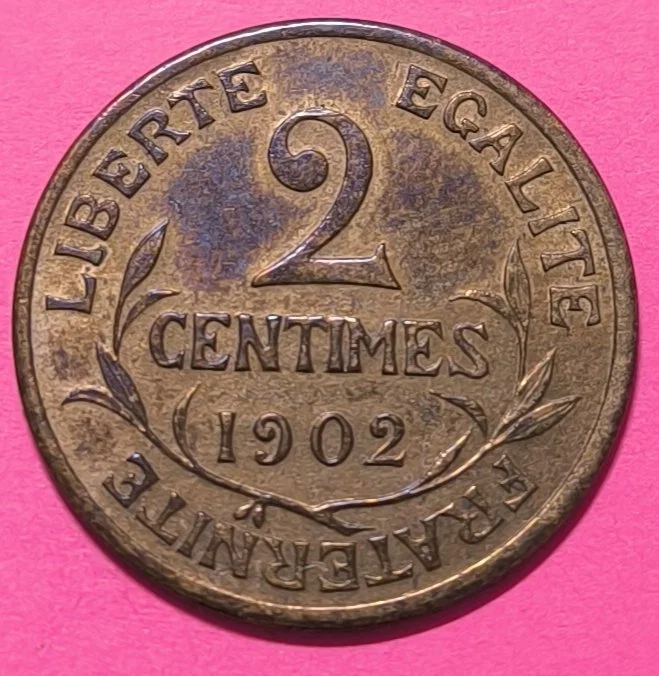 LIBERTE EGALITE
2
CENTIMES
1902
FRATERNITE